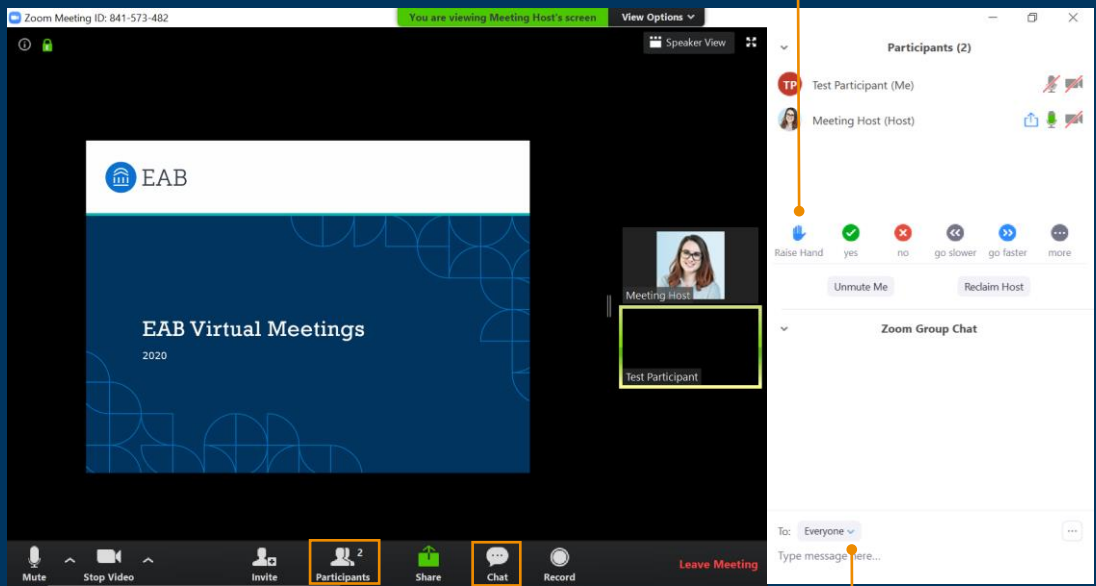 Zoom Meeting ID: 841-573-482
You are viewing Meeting Host's screen
View Options
Speaker View
EAB
EAB Virtual Meetings
2020
Meeting Host
Test Participant
Mute
Stop Video
Invite
Participants
2
Share
Chat
Record
Leave Meeting
Participants (2)
TP
Test Participant (Me)
Meeting Host (Host)
Raise Hand
yes
no
go slower
go faster
more
Unmute Me
Reclaim Host
Zoom Group Chat
To: Everyone
Type message here...